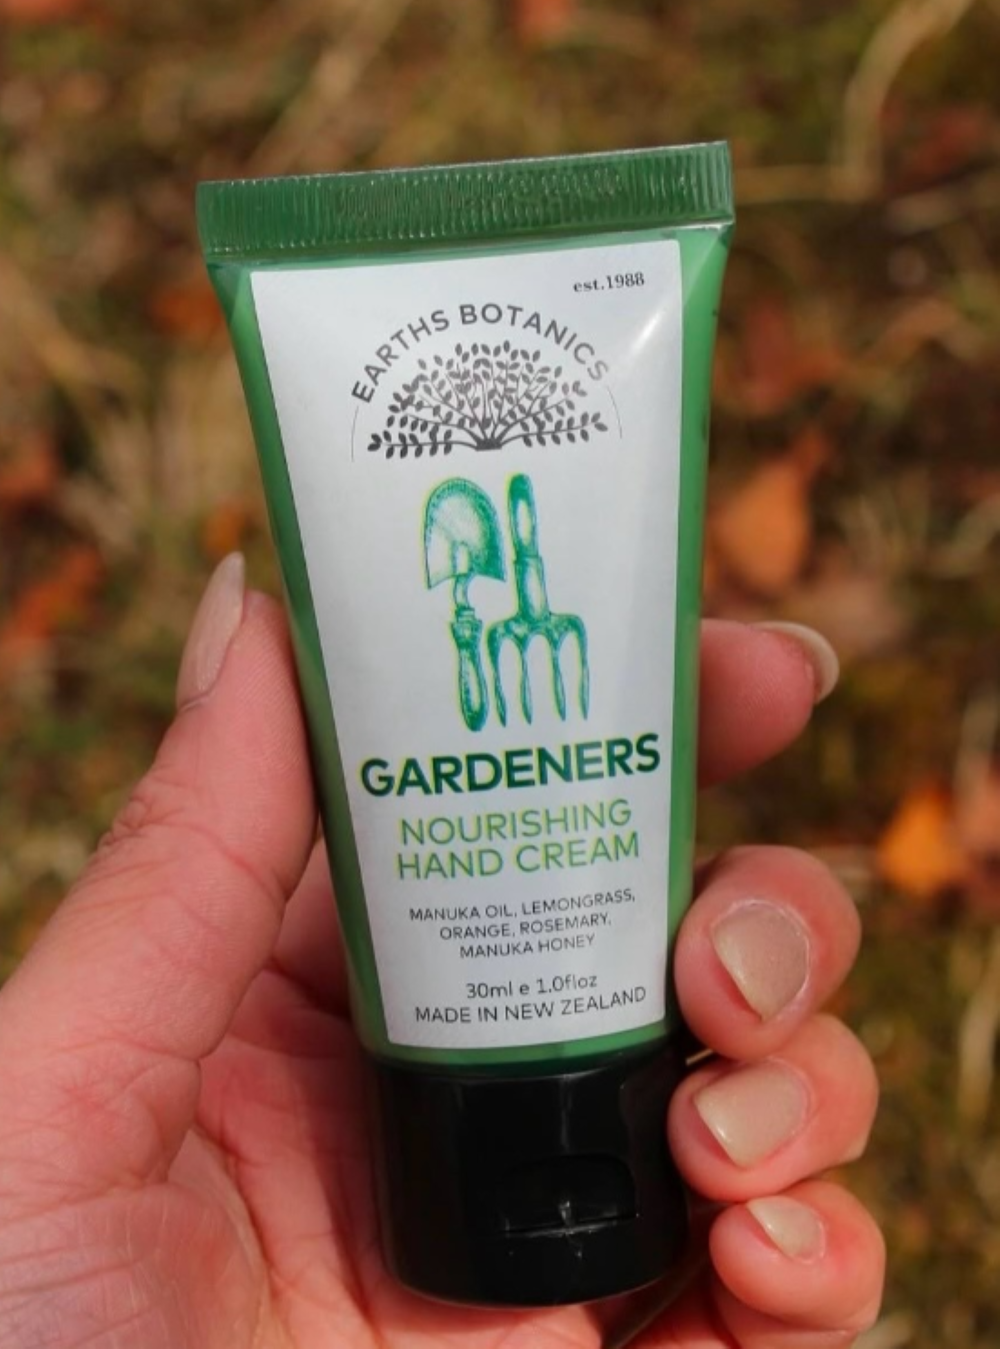 est.1988
EARTHS BOTANICS
GARDENERS
NOURISHING
HAND CREAM
MANUKA OIL, LEMONGRASS,
ORANGE, ROSEMARY,
MANUKA HONEY
30ml e 1.0floz
MADE IN NEW ZEALAND